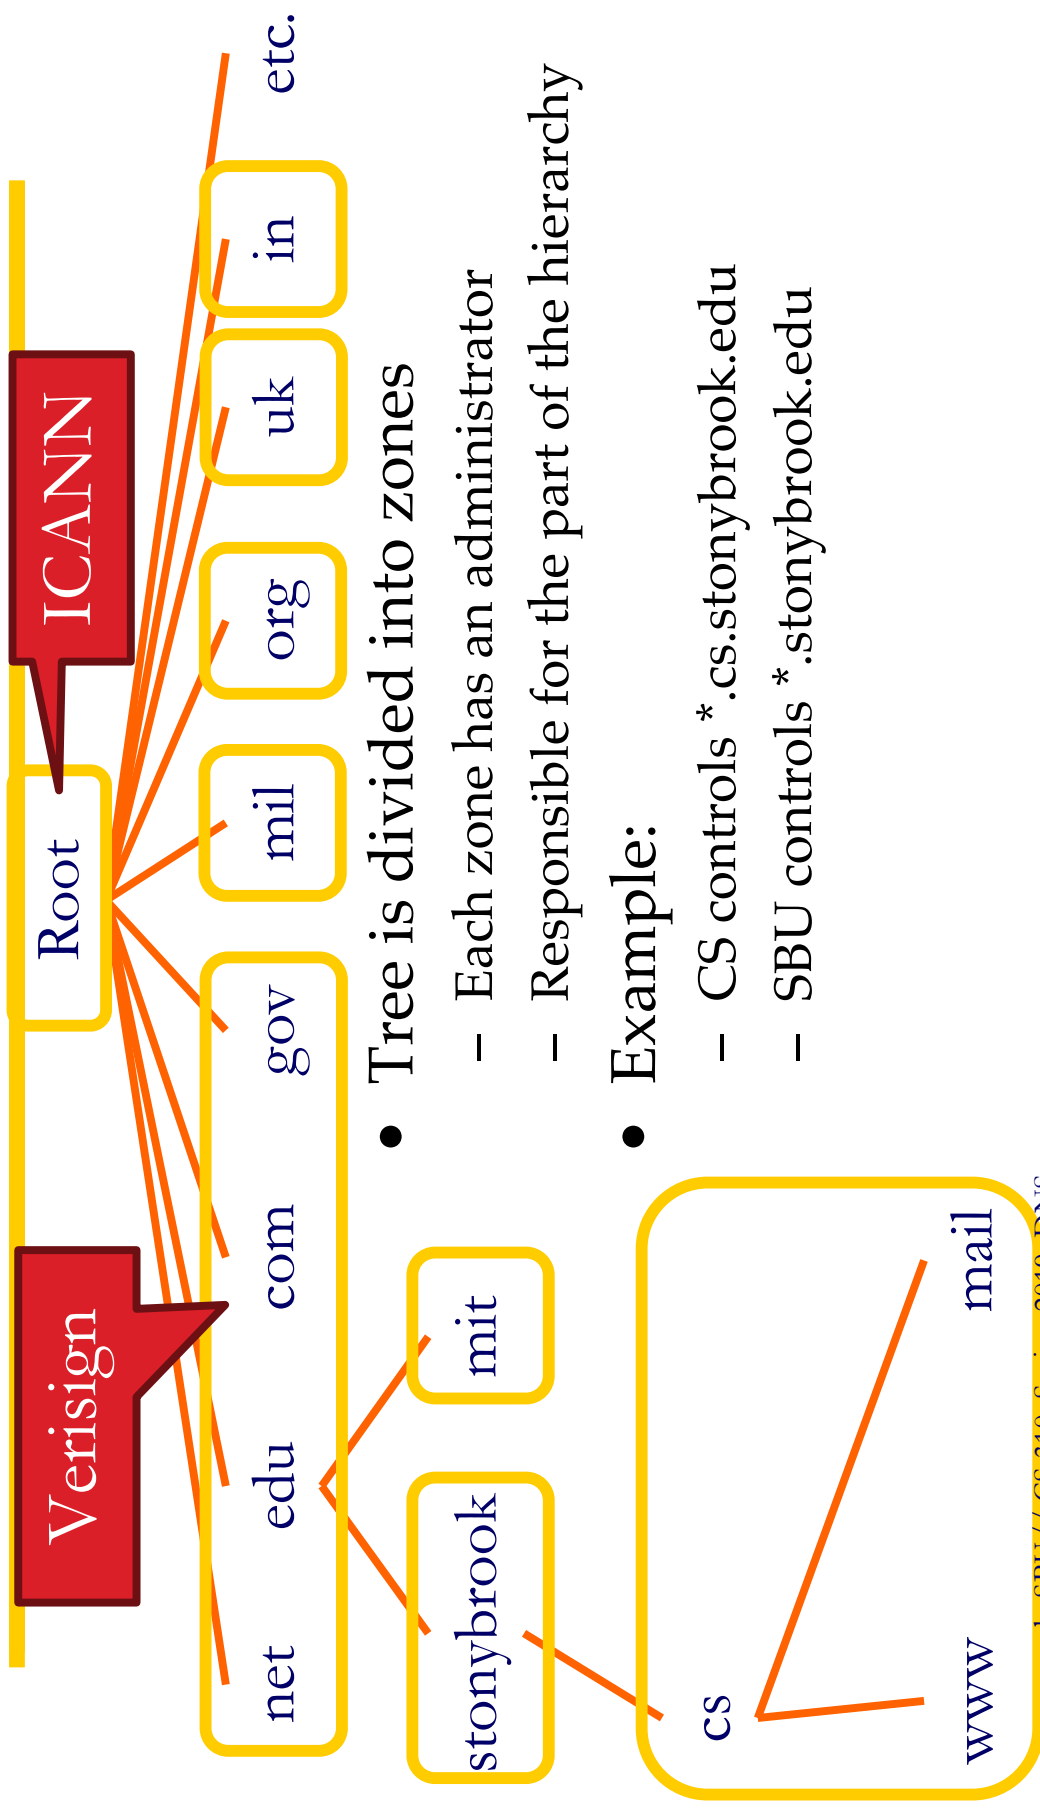 Verisign
ICANN
Root
net edu com gov mil org uk in etc.
stonybrook mit
• Tree is divided into zones
– Each zone has an administrator
– Responsible for the part of the hierarchy
• Example:
– CS controls *.cs.stonybrook.edu
– SBU controls *.stonybrook.edu
cs
www mail